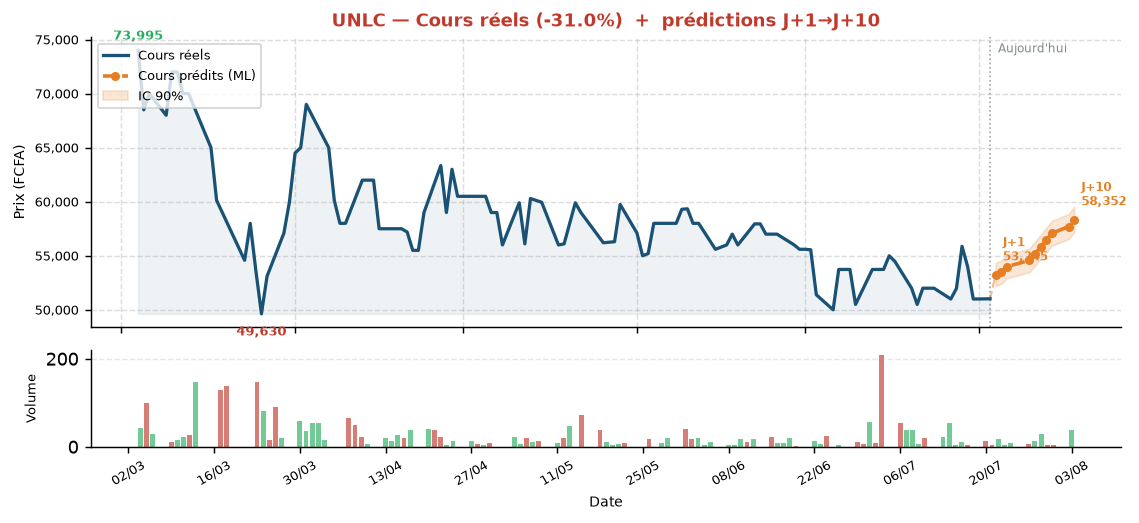 UNLC — Cours réels (-31.0%) + prédictions J+1→J+10
73,995
Cours réels
Cours prédits (ML)
IC 90%
Aujourd'hui
75,000
70,000
65,000
60,000
55,000
50,000
Prix (FCFA)
J+10
58,352
J+1
49,630
200
0
Volume
02/03
16/03
30/03
13/04
27/04
11/05
25/05
08/06
22/06
06/07
20/07
03/08
Date